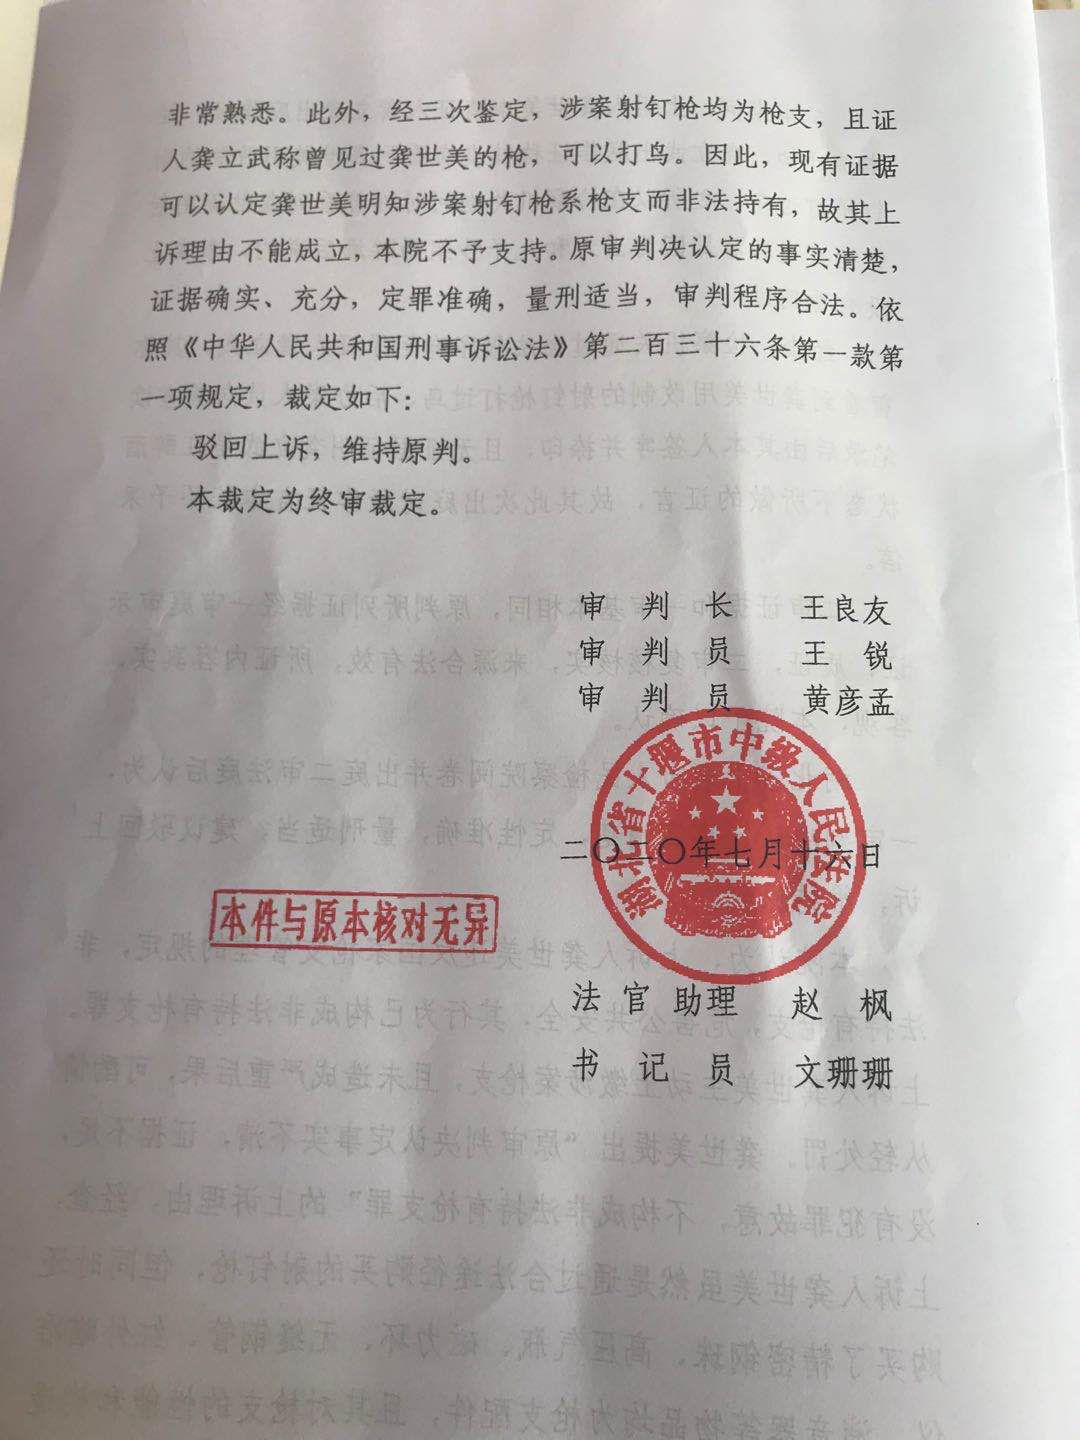 非常熟悉。此外，经三次鉴定，涉案射钉枪均为枪支，且证
人龚立武称曾见过龚世美的枪，可以打鸟。因此，现有证据
可以认定龚世美明知涉案射钉枪系枪支而非法持有，故其上
诉理由不能成立，本院不予支持。原审判决认定的事实清楚，
证据确实、充分，定罪准确，量刑适当，审判程序合法。依
照《中华人民共和国刑事诉讼法》第二百三十六条第一款第
一项规定，裁定如下：
驳回上诉，维持原判。
本裁定为终审裁定。
审 判 长 王良友
审 判 员 王 锐
审 判 员 黄彦孟
湖北省十堰市中级人民法院
二〇二〇年七月十六日
本件与原本核对无异
法官助理 赵 枫
书 记 员 文珊珊